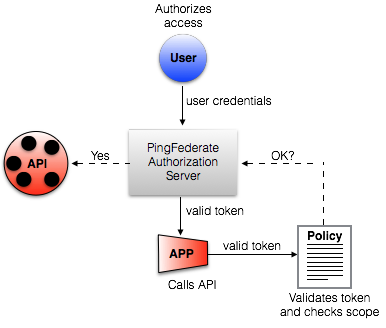 Authorizes
access
User
user credentials
PingFederate
Authorization
Server
Yes
OK?
API
valid token
APP
valid token
Calls API
Policy
Validates token
and checks scope